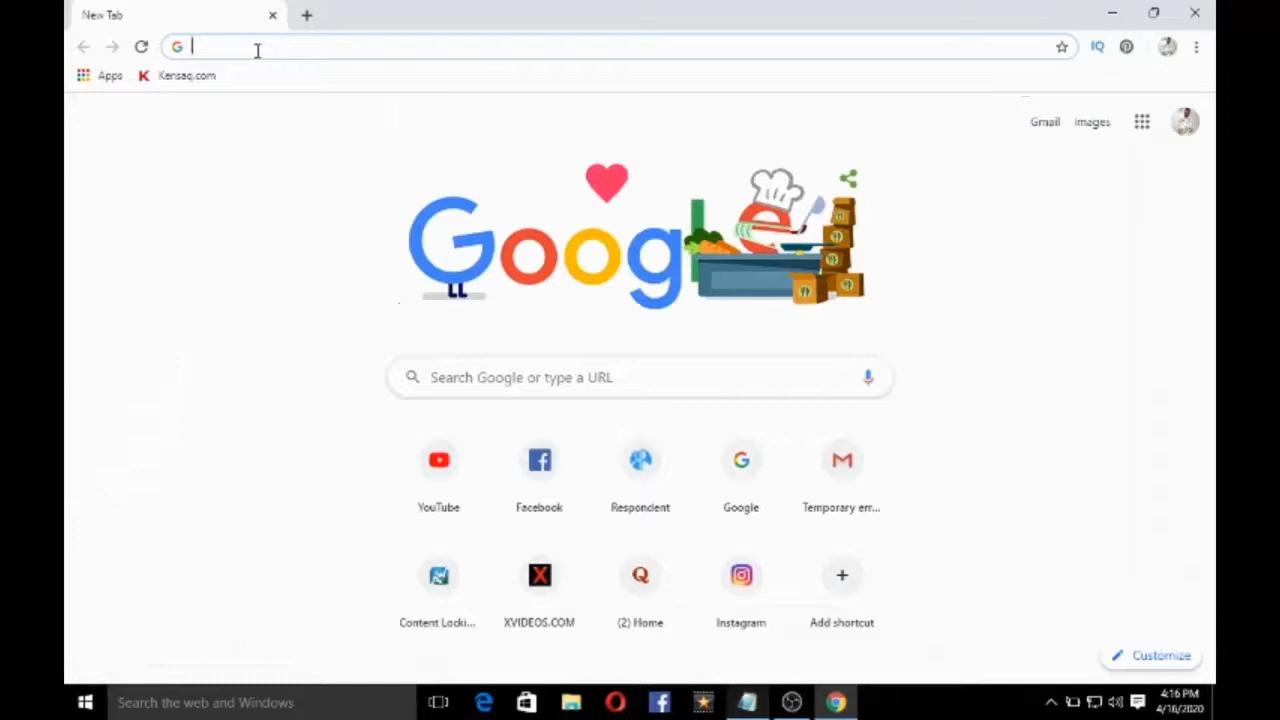 New Tab
Apps Kensaq.com
Gmail Images
Google
Search Google or type a URL
YouTube Facebook Respondent Google Temporary err...
Content Locki... XVIDEOS.COM (2) Home Instagram Add shortcut
Customize
Search the web and Windows
4:16 PM
4/16/2020